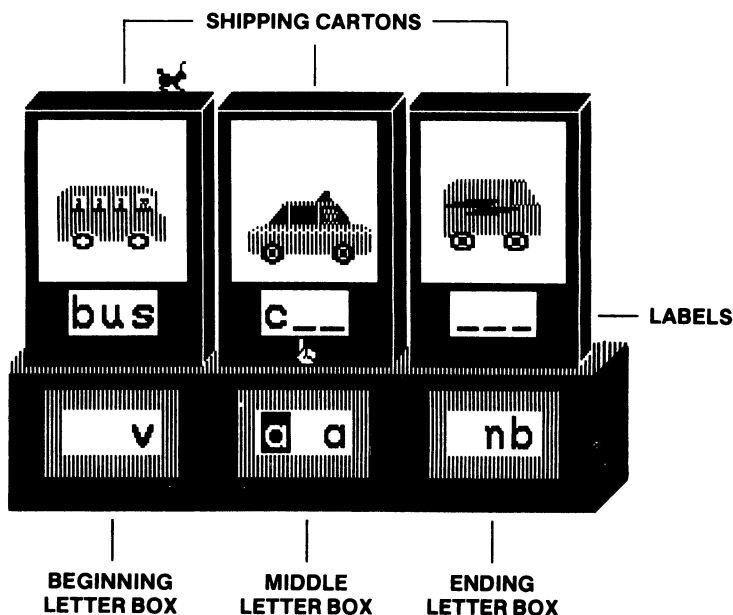 SHIPPING CARTONS
bus
c__
___
LABELS
v
a a
nb
BEGINNING
LETTER BOX
MIDDLE
LETTER BOX
ENDING
LETTER BOX